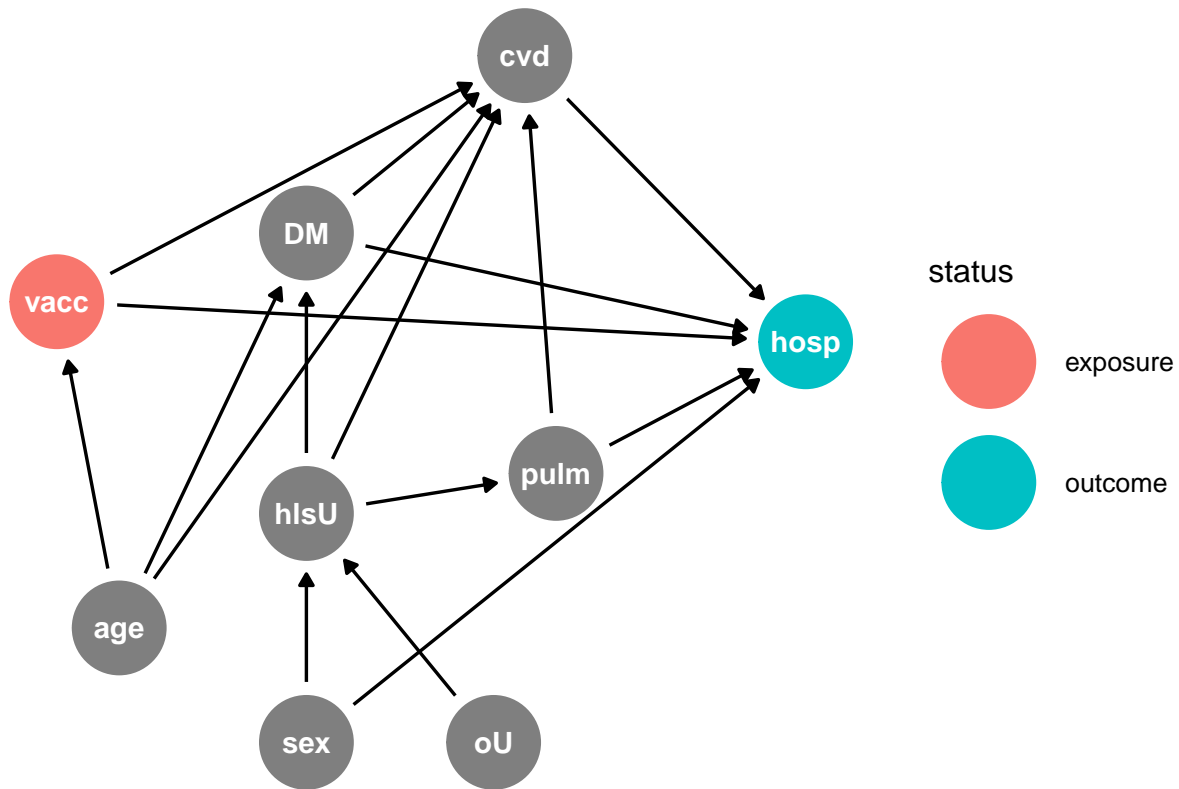 cvd
DM
vacc
hosp
pulm
hlsU
age
sex
oU
status
exposure
outcome